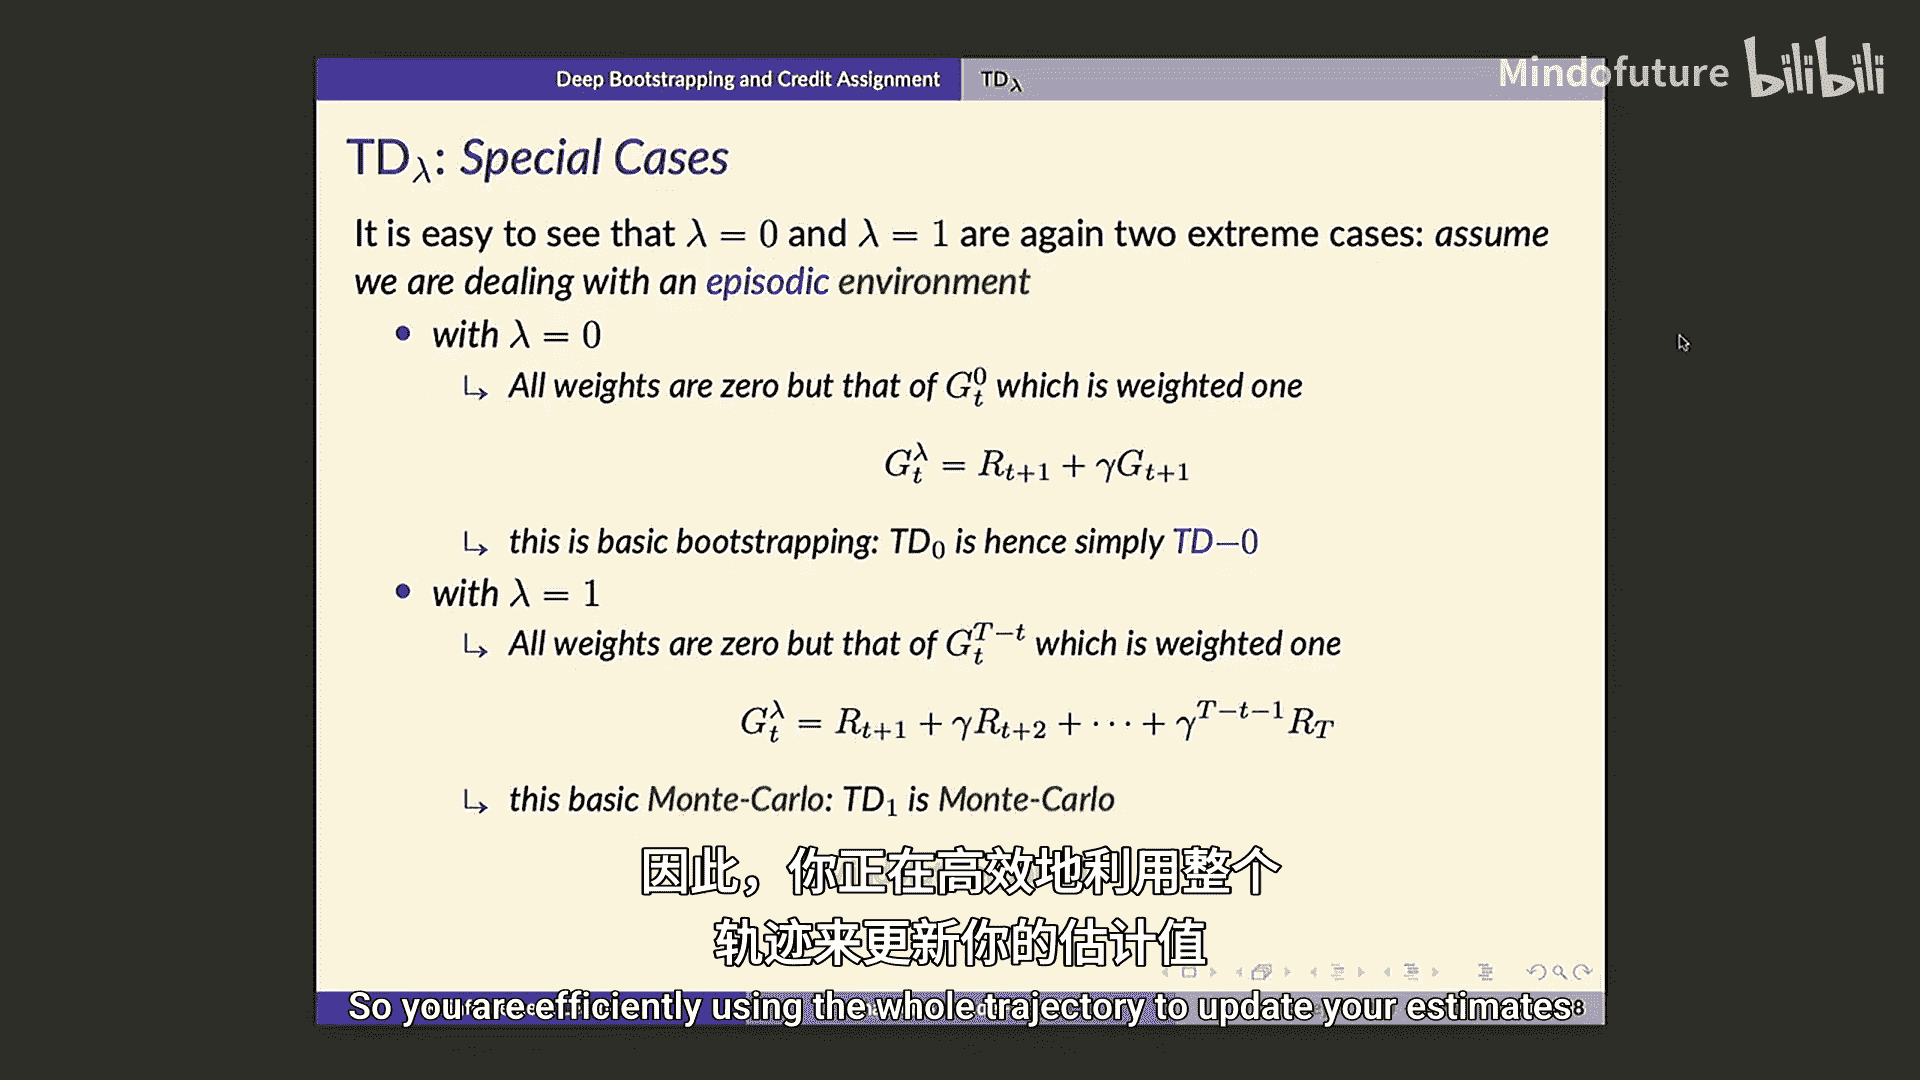 Deep Bootstrapping and Credit Assignment TD_λ
Mindofuture bilibili
TD_λ: Special Cases
It is easy to see that λ = 0 and λ = 1 are again two extreme cases: assume
we are dealing with an episodic environment
• with λ = 0
↳ All weights are zero but that of G_t^0 which is weighted one
G_t^λ = R_{t+1} + γG_{t+1}
↳ this is basic bootstrapping: TD_0 is hence simply TD−0
• with λ = 1
↳ All weights are zero but that of G_t^{T−t} which is weighted one
G_t^λ = R_{t+1} + γR_{t+2} + ··· + γ^{T−t−1}R_T
↳ this basic Monte-Carlo: TD_1 is Monte-Carlo
因此，你正在高效地利用整个
轨迹来更新你的估计值
So you are efficiently using the whole trajectory to update your estimates